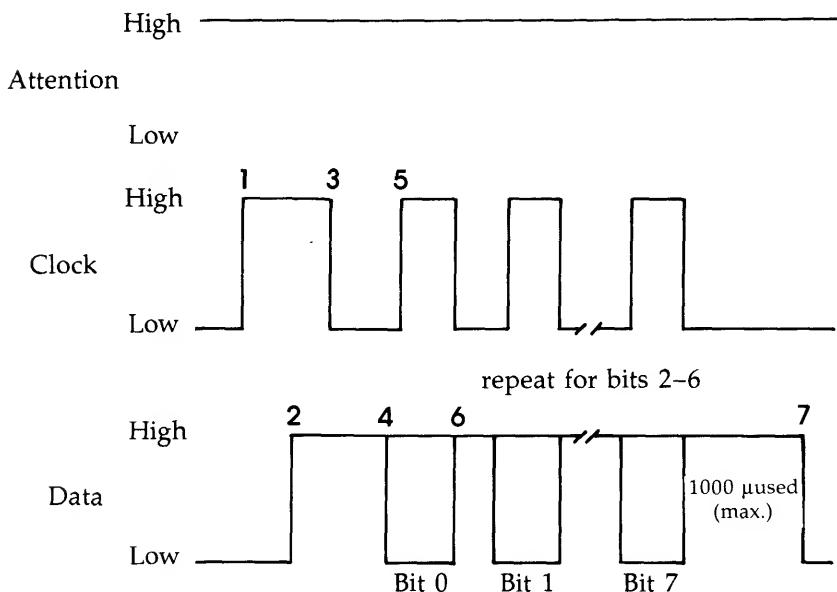 High
Attention
Low
1 3 5
High
Clock
Low
repeat for bits 2–6
2 4 6 7
High
Data
1000 µused
(max.)
Low
Bit 0 Bit 1 Bit 7